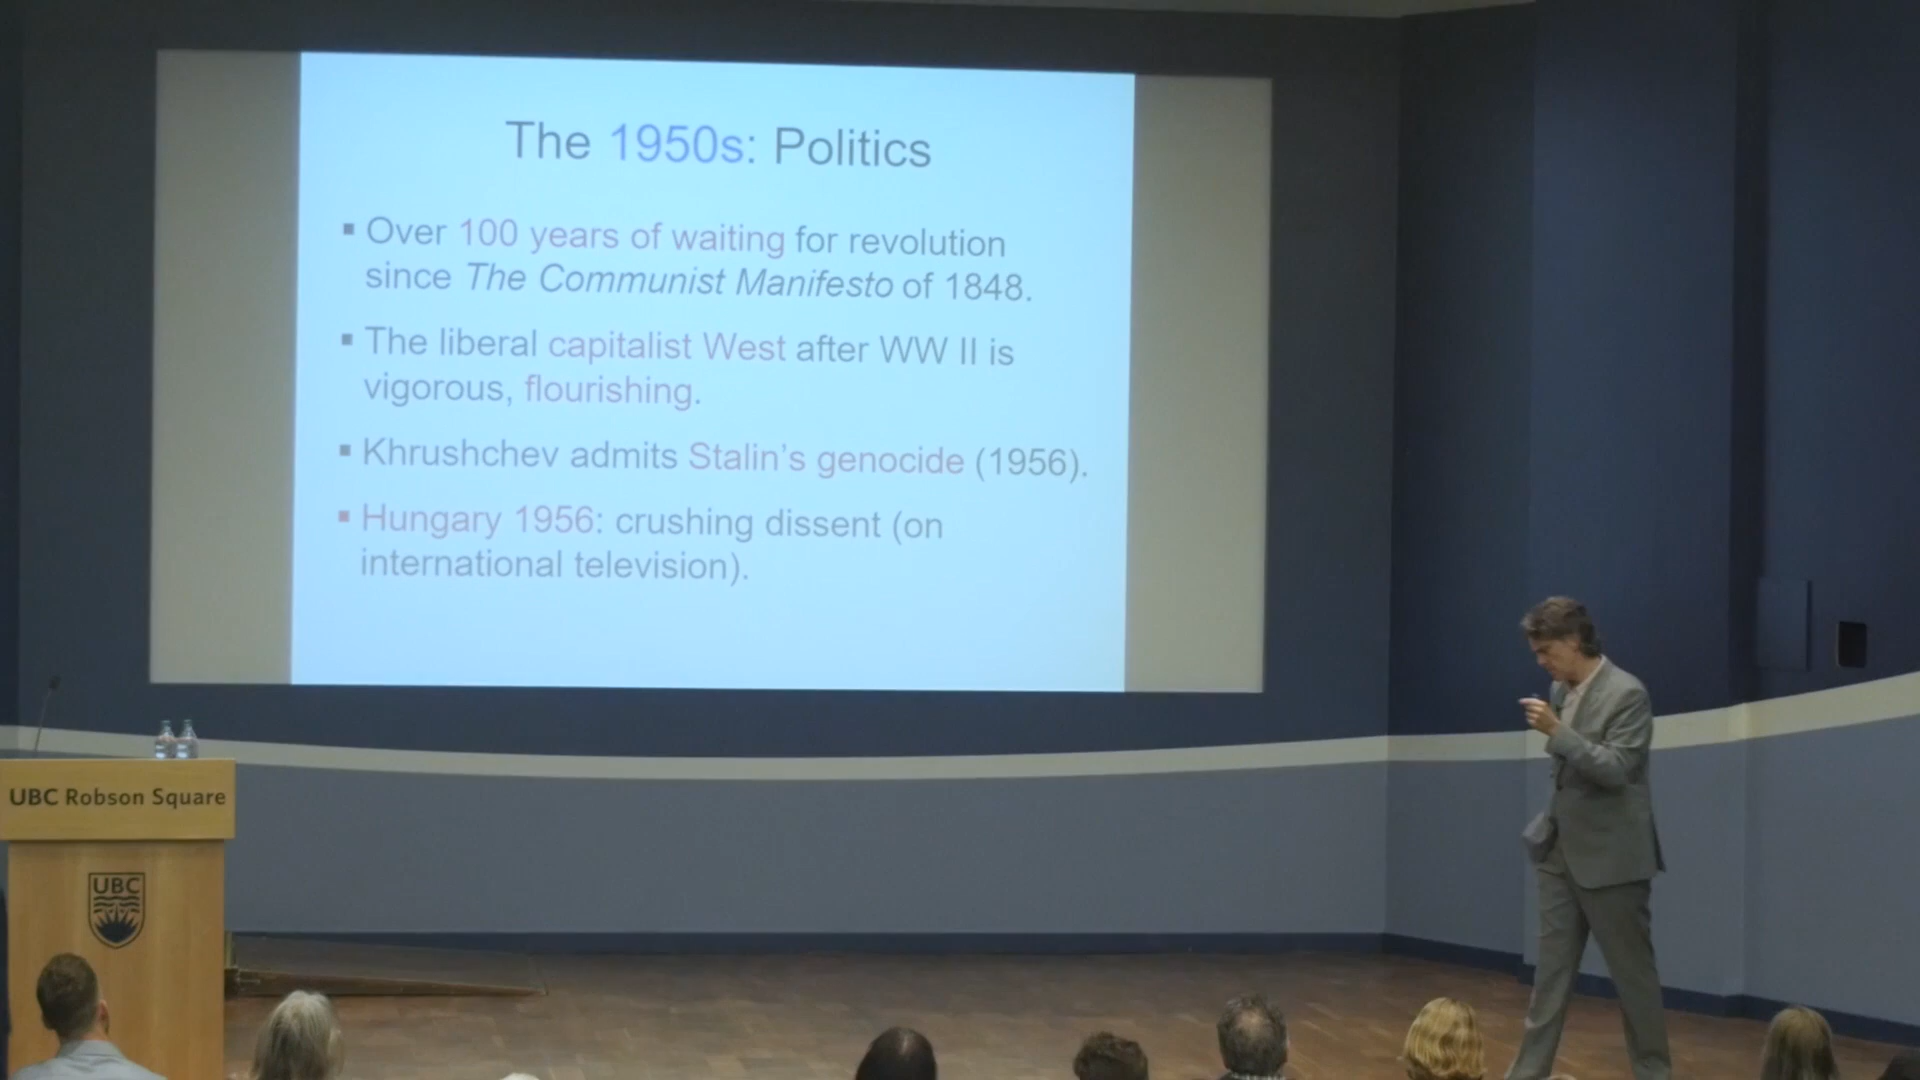 The 1950s: Politics
▪ Over 100 years of waiting for revolution
since The Communist Manifesto of 1848.
▪ The liberal capitalist West after WW II is
vigorous, flourishing.
▪ Khrushchev admits Stalin's genocide (1956).
▪ Hungary 1956: crushing dissent (on
international television).
UBC Robson Square
UBC